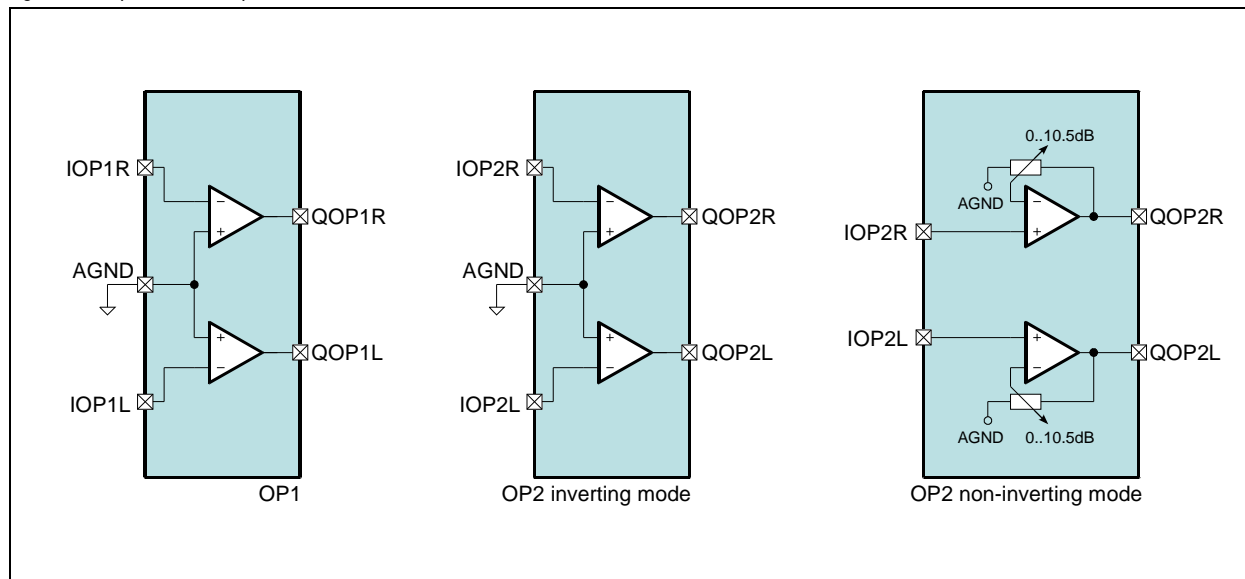 IOP1R
QOP1R
AGND
QOP1L
IOP1L
OP1
IOP2R
QOP2R
AGND
QOP2L
IOP2L
OP2 inverting mode
0..10.5dB
AGND
QOP2R
IOP2R
IOP2L
QOP2L
AGND
0..10.5dB
OP2 non-inverting mode